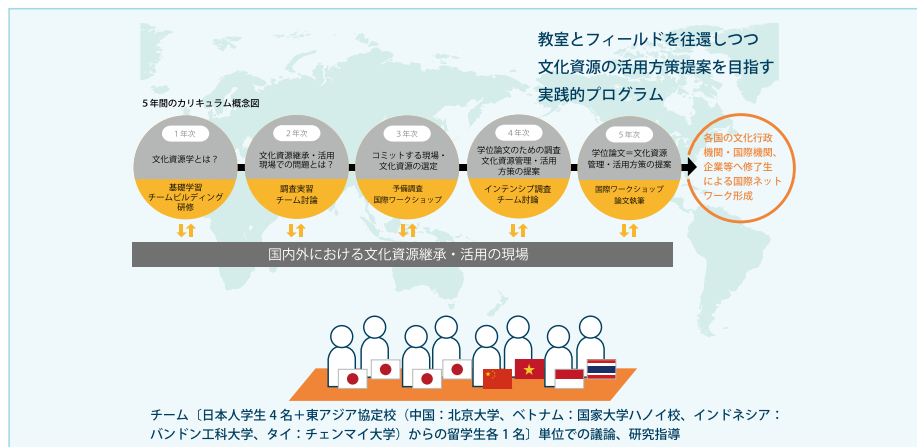 教室とフィールドを往還しつつ
文化資源の活用方策提案を目指す
実践的プログラム
5年間のカリキュラム概念図
1年次
文化資源学とは？
基礎学習
チームビルディング
研修
2年次
文化資源継承・活用
現場での問題とは？
調査実習
チーム討論
3年次
コミットする現場・
文化資源の選定
予備調査
国際ワークショップ
4年次
学位論文のための調査
文化資源管理・活用
方策の提案
インテンシブ調査
チーム討論
5年次
学位論文＝文化資源
管理・活用方策の提案
国際ワークショップ
論文執筆
各国の文化行政
機関・国際機関、
企業等へ修了生
による国際ネット
ワーク形成
国内外における文化資源継承・活用の現場
チーム〔日本人学生4名＋東アジア協定校（中国：北京大学、ベトナム：国家大学ハノイ校、インドネシア：
バンドン工科大学、タイ：チェンマイ大学）からの留学生各1名〕単位での議論、研究指導